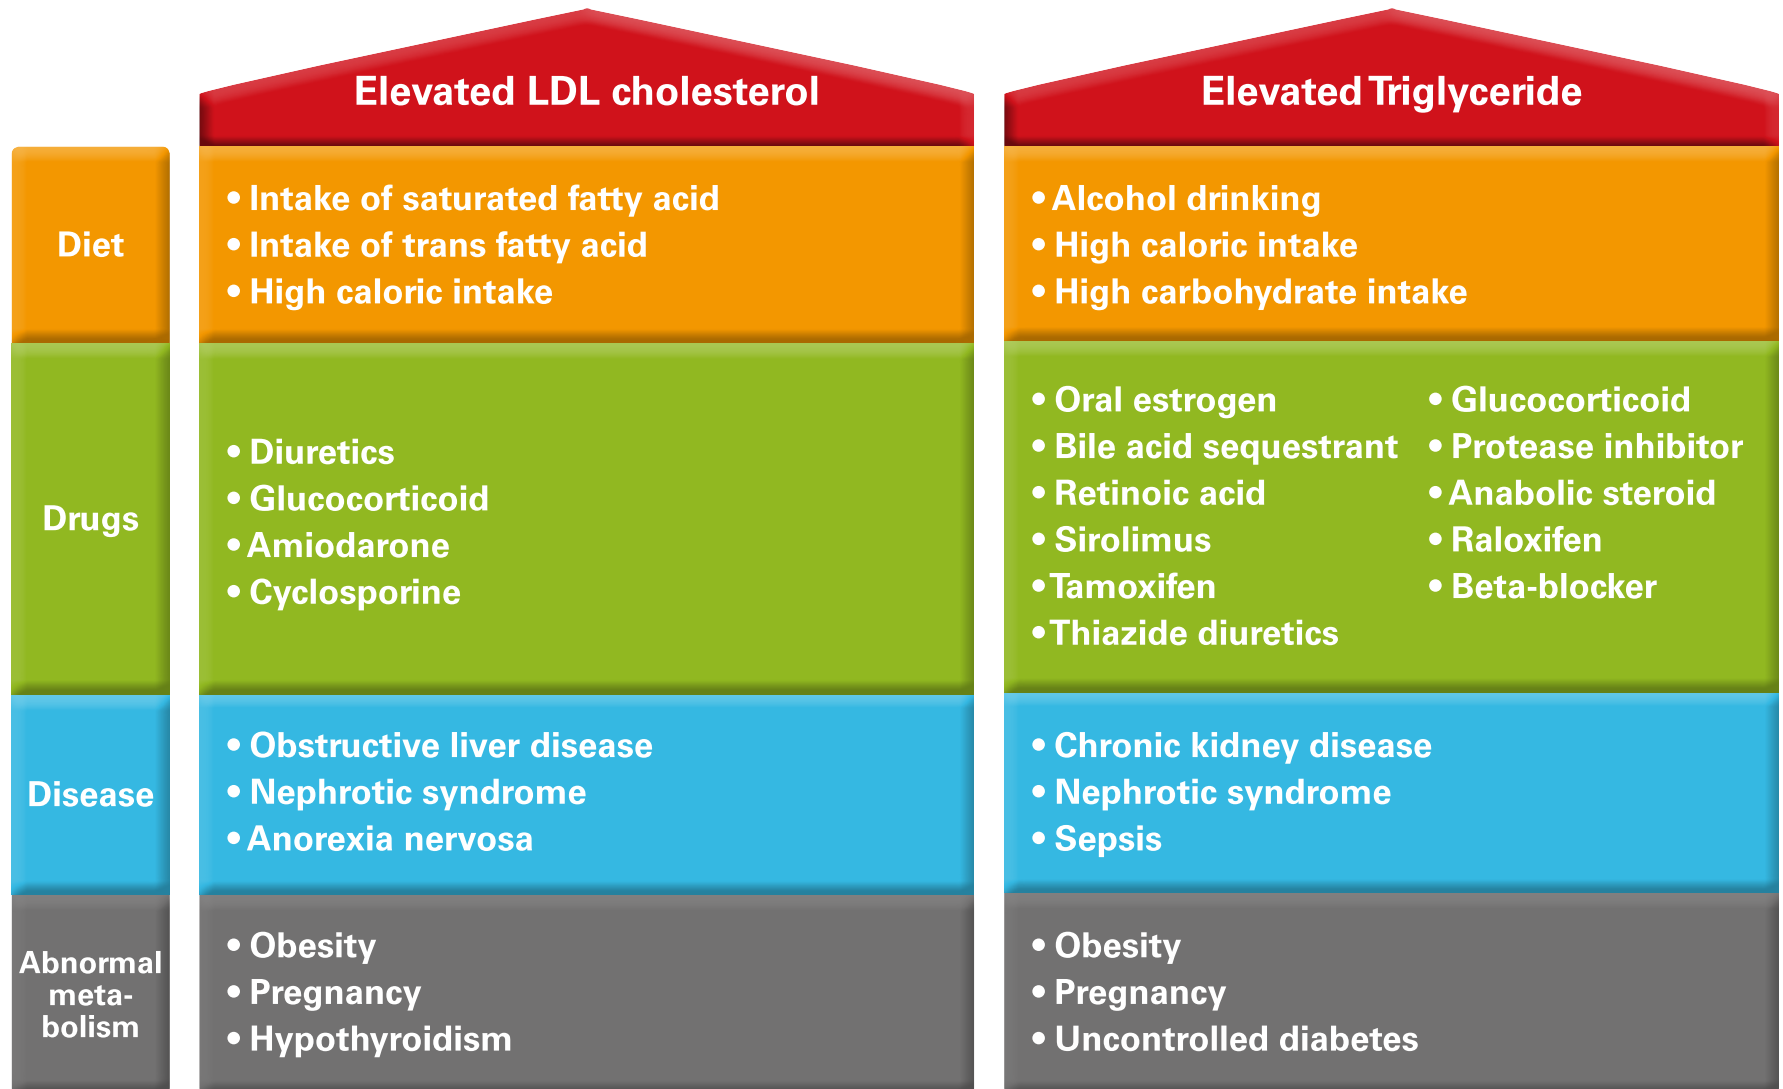 Elevated LDL cholesterol
Elevated Triglyceride
Diet
• Intake of saturated fatty acid
• Intake of trans fatty acid
• High caloric intake
• Alcohol drinking
• High caloric intake
• High carbohydrate intake
Drugs
• Diuretics
• Glucocorticoid
• Amiodarone
• Cyclosporine
• Oral estrogen
• Bile acid sequestrant
• Retinoic acid
• Sirolimus
• Tamoxifen
• Thiazide diuretics
• Glucocorticoid
• Protease inhibitor
• Anabolic steroid
• Raloxifen
• Beta-blocker
Disease
• Obstructive liver disease
• Nephrotic syndrome
• Anorexia nervosa
• Chronic kidney disease
• Nephrotic syndrome
• Sepsis
Abnormal
meta-
bolism
• Obesity
• Pregnancy
• Hypothyroidism
• Obesity
• Pregnancy
• Uncontrolled diabetes